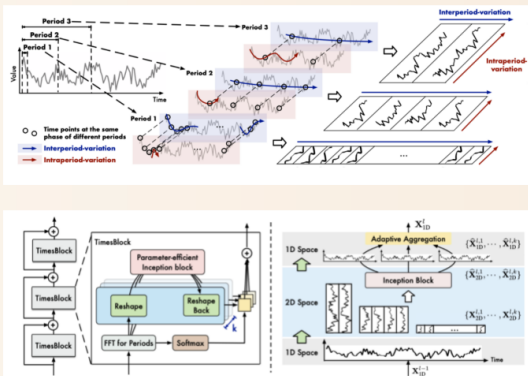 Period 3
Period 2
Period 1
Value
Time
Time points at the same
phase of different periods
Interperiod-variation
Intraperiod-variation
Period 3
Period 2
Period 1
...
...
Interperiod-variation
Intraperiod-
variation
...
TimesBlock
TimesBlock
TimesBlock
TimesBlock
Parameter-efficient
Inception block
Reshape
Reshape
Back
k
FFT for Periods
Softmax
1D Space
2D Space
1D Space
Adaptive Aggregation
Inception Block
...
Time